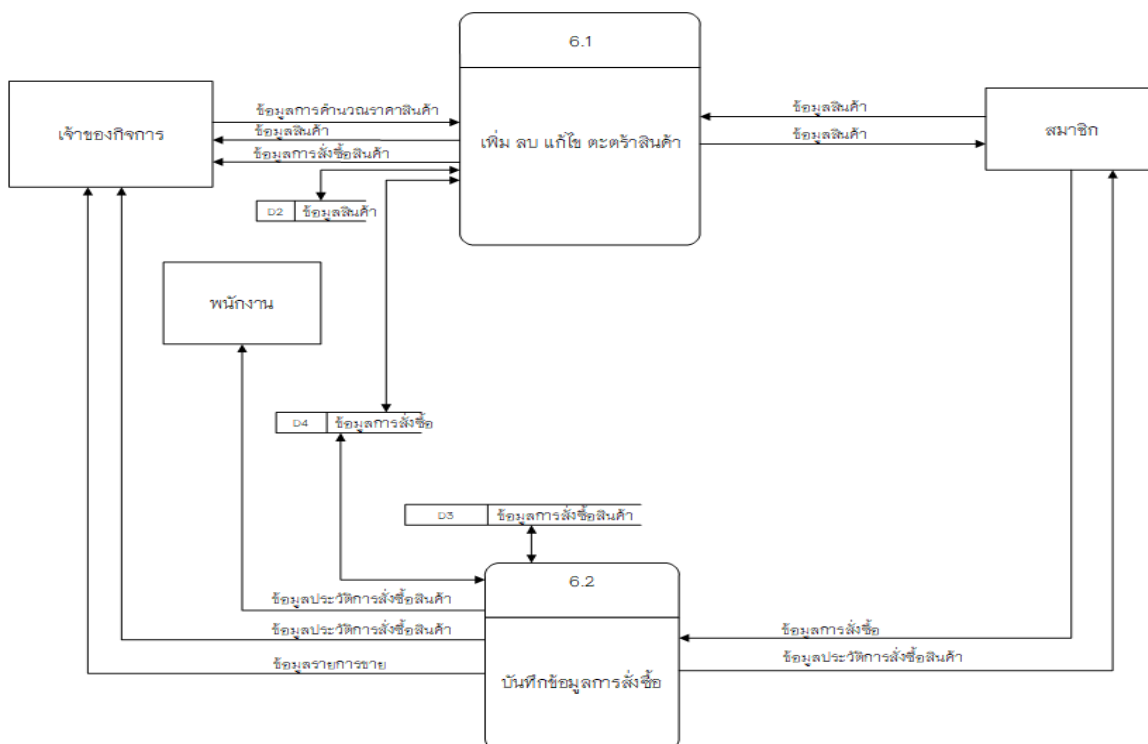 6.1
เจ้าของกิจการ
ข้อมูลการคำนวณราคาสินค้า
ข้อมูลสินค้า
ข้อมูลการสั่งซื้อสินค้า
เพิ่ม ลบ แก้ไข ตะตร้าสินค้า
ข้อมูลสินค้า
ข้อมูลสินค้า
สมาชิก
D2 ข้อมูลสินค้า
พนักงาน
D4 ข้อมูลการสั่งซื้อ
D3 ข้อมูลการสั่งซื้อสินค้า
6.2
ข้อมูลประวัติการสั่งซื้อสินค้า
ข้อมูลประวัติการสั่งซื้อสินค้า
ข้อมูลรายการขาย
บันทึกข้อมูลการสั่งซื้อ
ข้อมูลการสั่งซื้อ
ข้อมูลประวัติการสั่งซื้อสินค้า